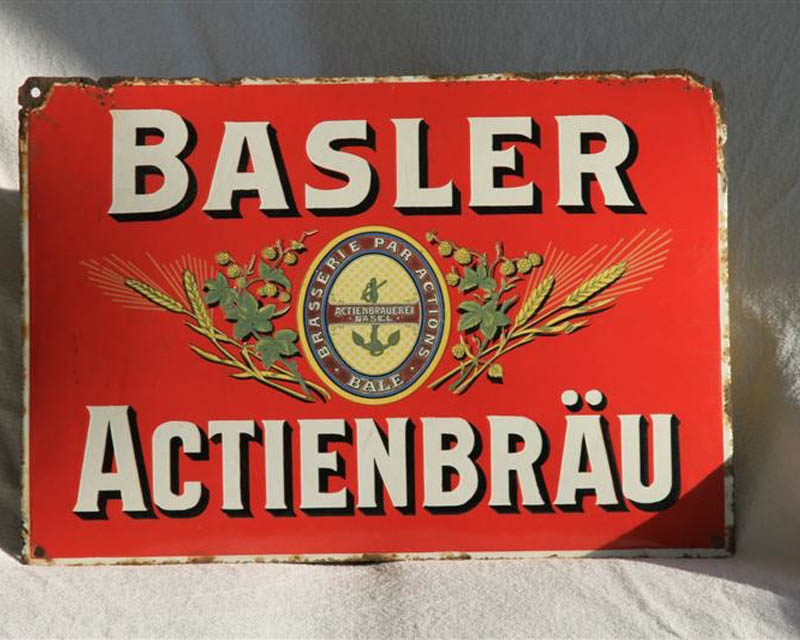 BASLER
BRASSERIE PAR ACTIONS
ACTIENBRAUEREI
BASEL
BALE
ACTIENBRÄU